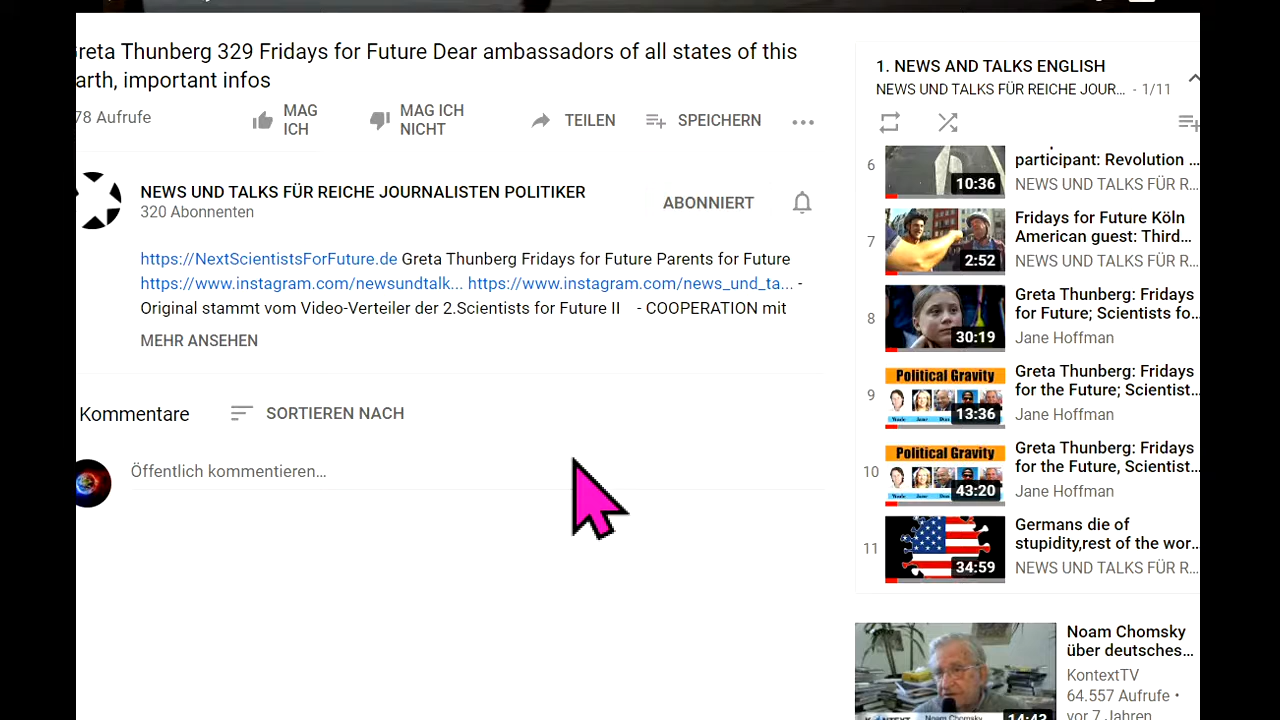 reta Thunberg 329 Fridays for Future Dear ambassadors of all states of this
arth, important infos
78 Aufrufe
MAG
ICH
MAG ICH
NICHT
TEILEN
SPEICHERN
NEWS UND TALKS FÜR REICHE JOURNALISTEN POLITIKER
320 Abonnenten
ABONNIERT
https://NextScientistsForFuture.de Greta Thunberg Fridays for Future Parents for Future
https://www.instagram.com/newsundtalk... https://www.instagram.com/news_und_ta... -
Original stammt vom Video-Verteiler der 2.Scientists for Future II - COOPERATION mit
MEHR ANSEHEN
Kommentare
SORTIEREN NACH
Öffentlich kommentieren...
1. NEWS AND TALKS ENGLISH
NEWS UND TALKS FÜR REICHE JOUR... - 1/11
6
10:36
participant: Revolution ...
NEWS UND TALKS FÜR R...
7
2:52
Fridays for Future Köln
American guest: Third...
NEWS UND TALKS FÜR R...
8
30:19
Greta Thunberg: Fridays
for Future; Scientists fo...
Jane Hoffman
9
Political Gravity
13:36
Greta Thunberg: Fridays
for the Future; Scientist...
Jane Hoffman
10
Political Gravity
43:20
Greta Thunberg: Fridays
for the Future, Scientist...
Jane Hoffman
11
34:59
Germans die of
stupidity,rest of the wor...
NEWS UND TALKS FÜR R...
Noam Chomsky
14:43
Noam Chomsky
über deutsches...
KontextTV
64.557 Aufrufe •
vor 7 Jahren